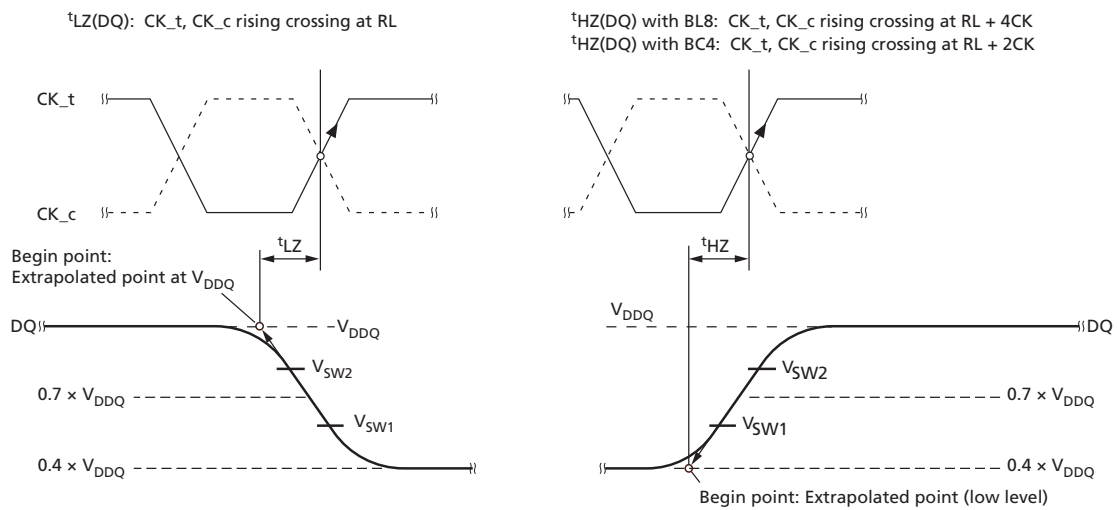 tLZ(DQ): CK_t, CK_c rising crossing at RL
tHZ(DQ) with BL8: CK_t, CK_c rising crossing at RL + 4CK
tHZ(DQ) with BC4: CK_t, CK_c rising crossing at RL + 2CK
CK_t
CK_c
tLZ
Begin point:
Extrapolated point at VDDQ
DQ
VDDQ
VSW2
0.7 × VDDQ
VSW1
0.4 × VDDQ
tHZ
VDDQ
DQ
VSW2
0.7 × VDDQ
VSW1
0.4 × VDDQ
Begin point: Extrapolated point (low level)